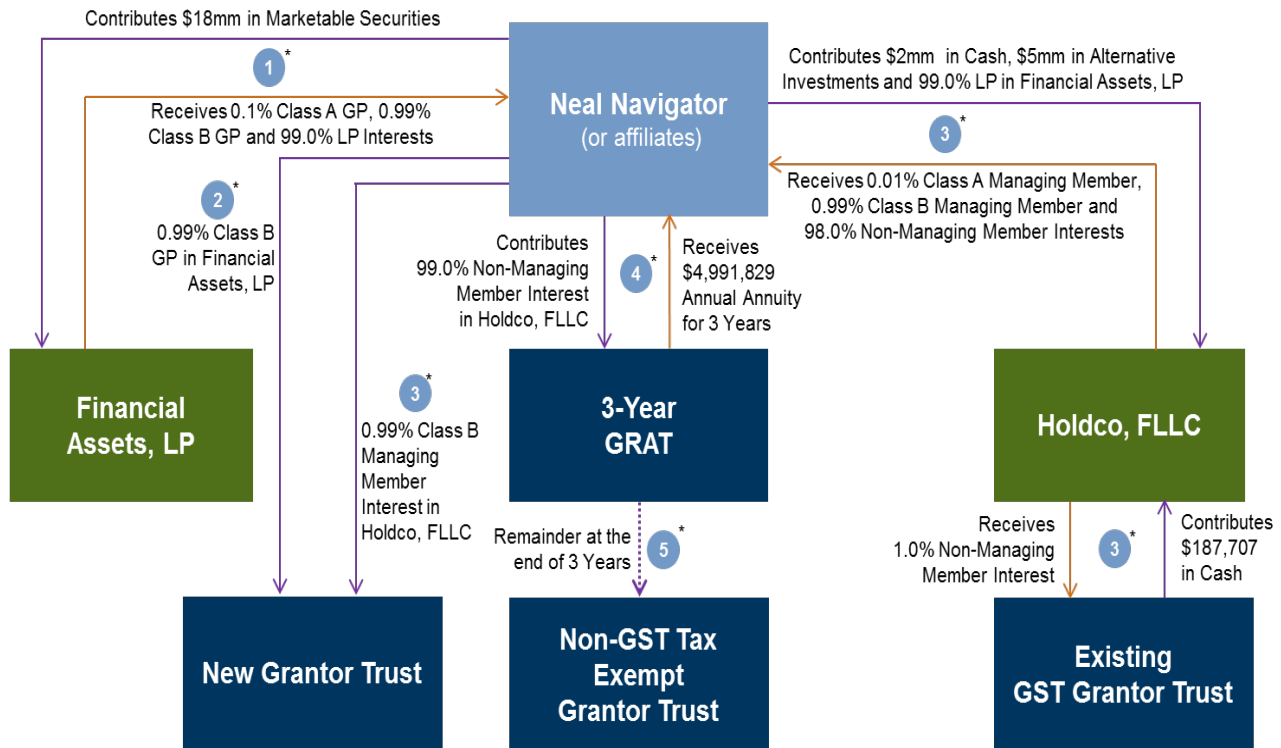 Contributes $18mm in Marketable Securities
1*
Receives 0.1% Class A GP, 0.99%
Class B GP and 99.0% LP Interests
Neal Navigator
(or affiliates)
Contributes $2mm in Cash, $5mm in Alternative
Investments and 99.0% LP in Financial Assets, LP
3*
Receives 0.01% Class A Managing Member,
0.99% Class B Managing Member and
98.0% Non-Managing Member Interests
2*
0.99% Class B
GP in Financial
Assets, LP
Contributes
99.0% Non-Managing
Member Interest
in Holdco, FLLC
4*
Receives
$4,991,829
Annual Annuity
for 3 Years
Financial
Assets, LP
3*
0.99% Class B
Managing
Member
Interest in
Holdco, FLLC
3-Year
GRAT
Holdco, FLLC
Remainder at the
end of 3 Years
5*
Receives
1.0% Non-Managing
Member Interest
3*
Contributes
$187,707
in Cash
New Grantor Trust
Non-GST Tax
Exempt
Grantor Trust
Existing
GST Grantor Trust